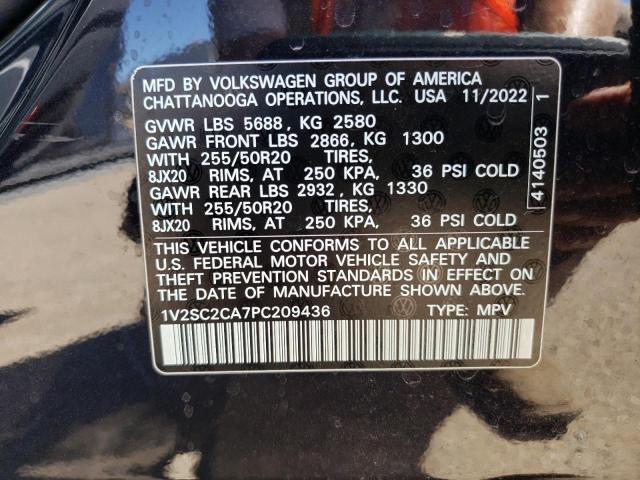 MFD BY VOLKSWAGEN GROUP OF AMERICA
CHATTANOOGA OPERATIONS, LLC. USA 11/2022
GVWR LBS 5688, KG 2580
GAWR FRONT LBS 2866, KG 1300
WITH 255/50R20 TIRES,
8JX20 RIMS, AT 250 KPA, 36 PSI COLD
GAWR REAR LBS 2932, KG 1330
WITH 255/50R20 TIRES,
8JX20 RIMS, AT 250 KPA, 36 PSI COLD
THIS VEHICLE CONFORMS TO ALL APPLICABLE
U.S. FEDERAL MOTOR VEHICLE SAFETY AND
THEFT PREVENTION STANDARDS IN EFFECT ON
THE DATE OF MANUFACTURE SHOWN ABOVE.
1V2SC2CA7PC209436 TYPE: MPV
4140503 1